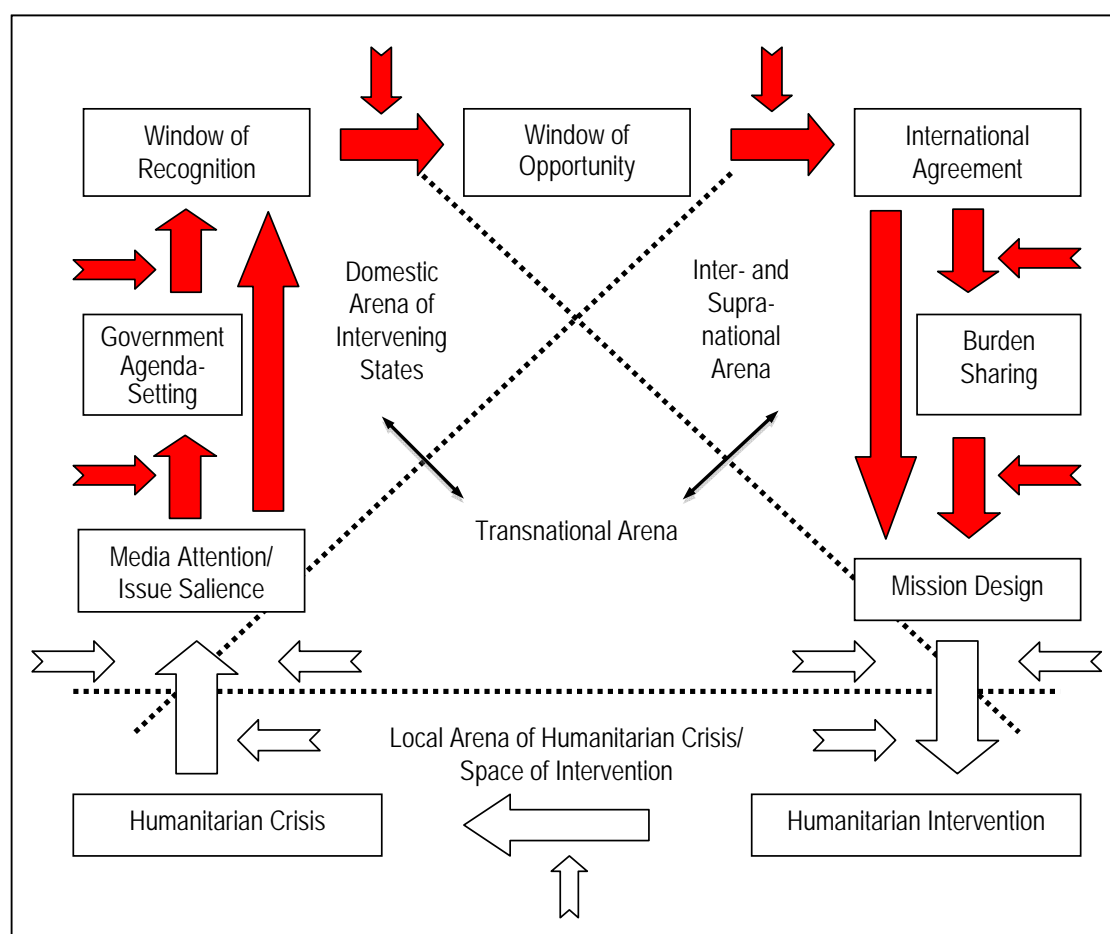 Window of
Recognition
Window of
Opportunity
International
Agreement
Domestic
Arena of
Intervening
States
Inter- and
Supra-
national
Arena
Government
Agenda-
Setting
Burden
Sharing
Transnational Arena
Media Attention/
Issue Salience
Mission Design
Local Arena of Humanitarian Crisis/
Space of Intervention
Humanitarian Crisis
Humanitarian Intervention